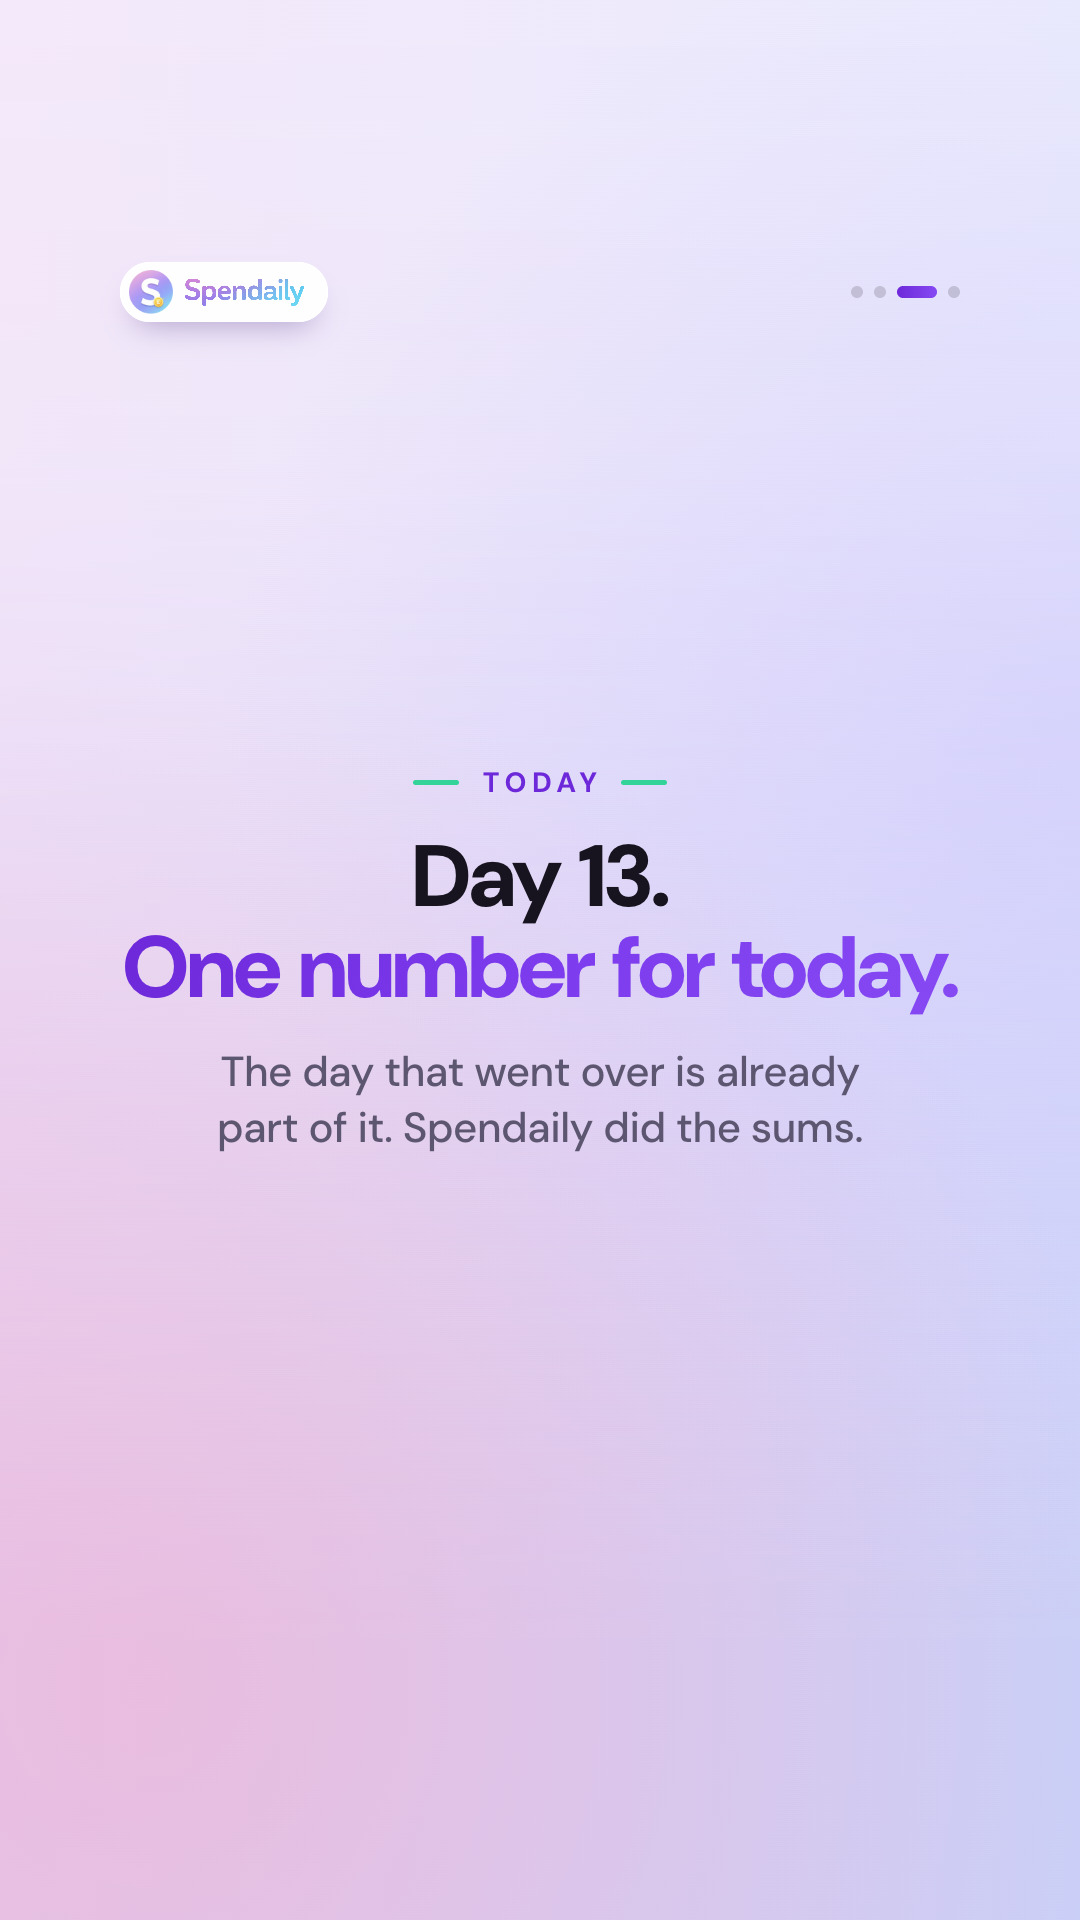 Spendaily
TODAY
Day 13.
One number for today.
The day that went over is already
part of it. Spendaily did the sums.